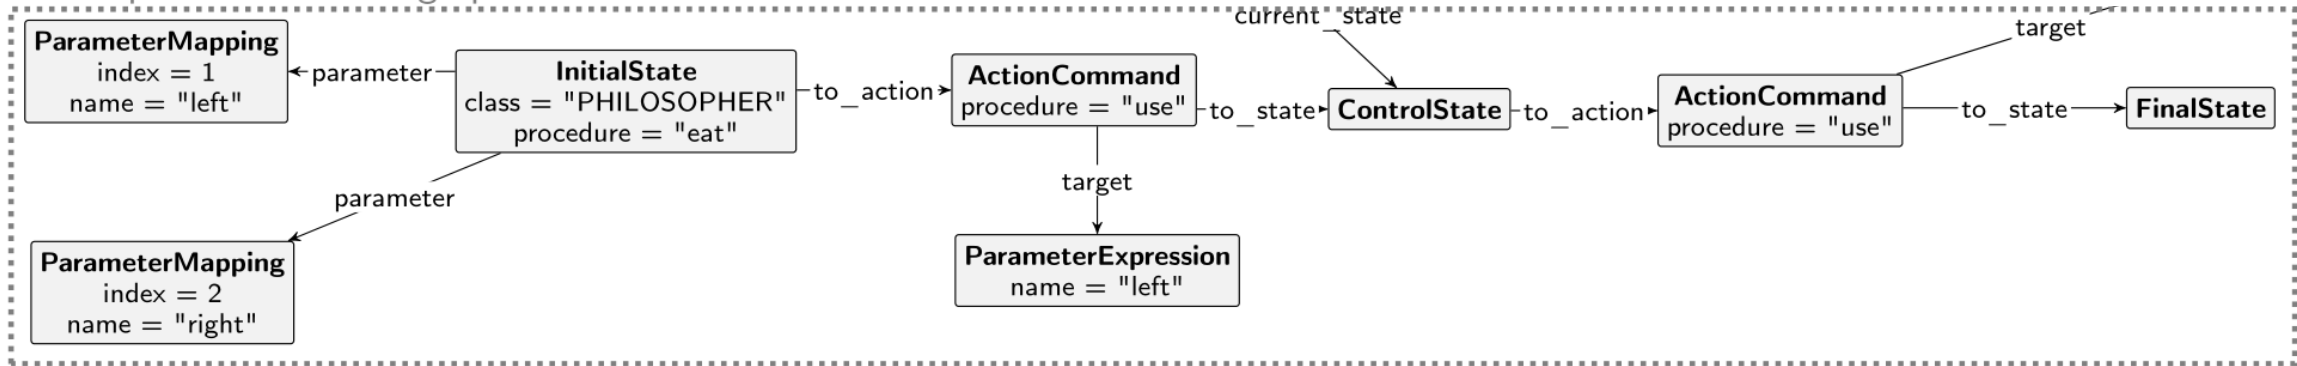 current_state
target
ParameterMapping
index = 1
name = "left"
parameter
InitialState
class = "PHILOSOPHER"
procedure = "eat"
to_action
ActionCommand
procedure = "use"
to_state
ControlState
to_action
ActionCommand
procedure = "use"
to_state
FinalState
parameter
target
ParameterMapping
index = 2
name = "right"
ParameterExpression
name = "left"